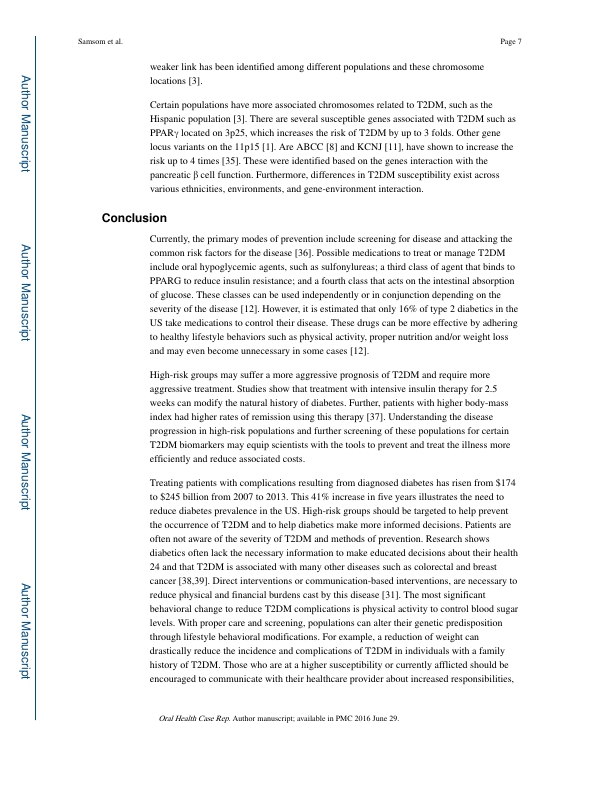 Samsom et al.
Page 7
weaker link has been identified among different populations and these chromosome
locations [3].
Certain populations have more associated chromosomes related to T2DM, such as the
Hispanic population [3]. There are several susceptible genes associated with T2DM such as
PPARγ located on 3p25, which increases the risk of T2DM by up to 3 folds. Other gene
locus variants on the 11p15 [1]. Are ABCC [8] and KCNJ [11], have shown to increase the
risk up to 4 times [35]. These were identified based on the genes interaction with the
pancreatic β cell function. Furthermore, differences in T2DM susceptibility exist across
various ethnicities, environments, and gene-environment interaction.
Conclusion
Currently, the primary modes of prevention include screening for disease and attacking the
common risk factors for the disease [36]. Possible medications to treat or manage T2DM
include oral hypoglycemic agents, such as sulfonylureas; a third class of agent that binds to
PPARG to reduce insulin resistance; and a fourth class that acts on the intestinal absorption
of glucose. These classes can be used independently or in conjunction depending on the
severity of the disease [12]. However, it is estimated that only 16% of type 2 diabetics in the
US take medications to control their disease. These drugs can be more effective by adhering
to healthy lifestyle behaviors such as physical activity, proper nutrition and/or weight loss
and may even become unnecessary in some cases [12].
High-risk groups may suffer a more aggressive prognosis of T2DM and require more
aggressive treatment. Studies show that treatment with intensive insulin therapy for 2.5
weeks can modify the natural history of diabetes. Further, patients with higher body-mass
index had higher rates of remission using this therapy [37]. Understanding the disease
progression in high-risk populations and further screening of these populations for certain
T2DM biomarkers may equip scientists with the tools to prevent and treat the illness more
efficiently and reduce associated costs.
Treating patients with complications resulting from diagnosed diabetes has risen from $174
to $245 billion from 2007 to 2013. This 41% increase in five years illustrates the need to
reduce diabetes prevalence in the US. High-risk groups should be targeted to help prevent
the occurrence of T2DM and to help diabetics make more informed decisions. Patients are
often not aware of the severity of T2DM and methods of prevention. Research shows
diabetics often lack the necessary information to make educated decisions about their health
24 and that T2DM is associated with many other diseases such as colorectal and breast
cancer [38,39]. Direct interventions or communication-based interventions, are necessary to
reduce physical and financial burdens cast by this disease [31]. The most significant
behavioral change to reduce T2DM complications is physical activity to control blood sugar
levels. With proper care and screening, populations can alter their genetic predisposition
through lifestyle behavioral modifications. For example, a reduction of weight can
drastically reduce the incidence and complications of T2DM in individuals with a family
history of T2DM. Those who are at a higher susceptibility or currently afflicted should be
encouraged to communicate with their healthcare provider about increased responsibilities,
Oral Health Case Rep. Author manuscript; available in PMC 2016 June 29.
Author Manuscript
Author Manuscript
Author Manuscript
Author Manuscript